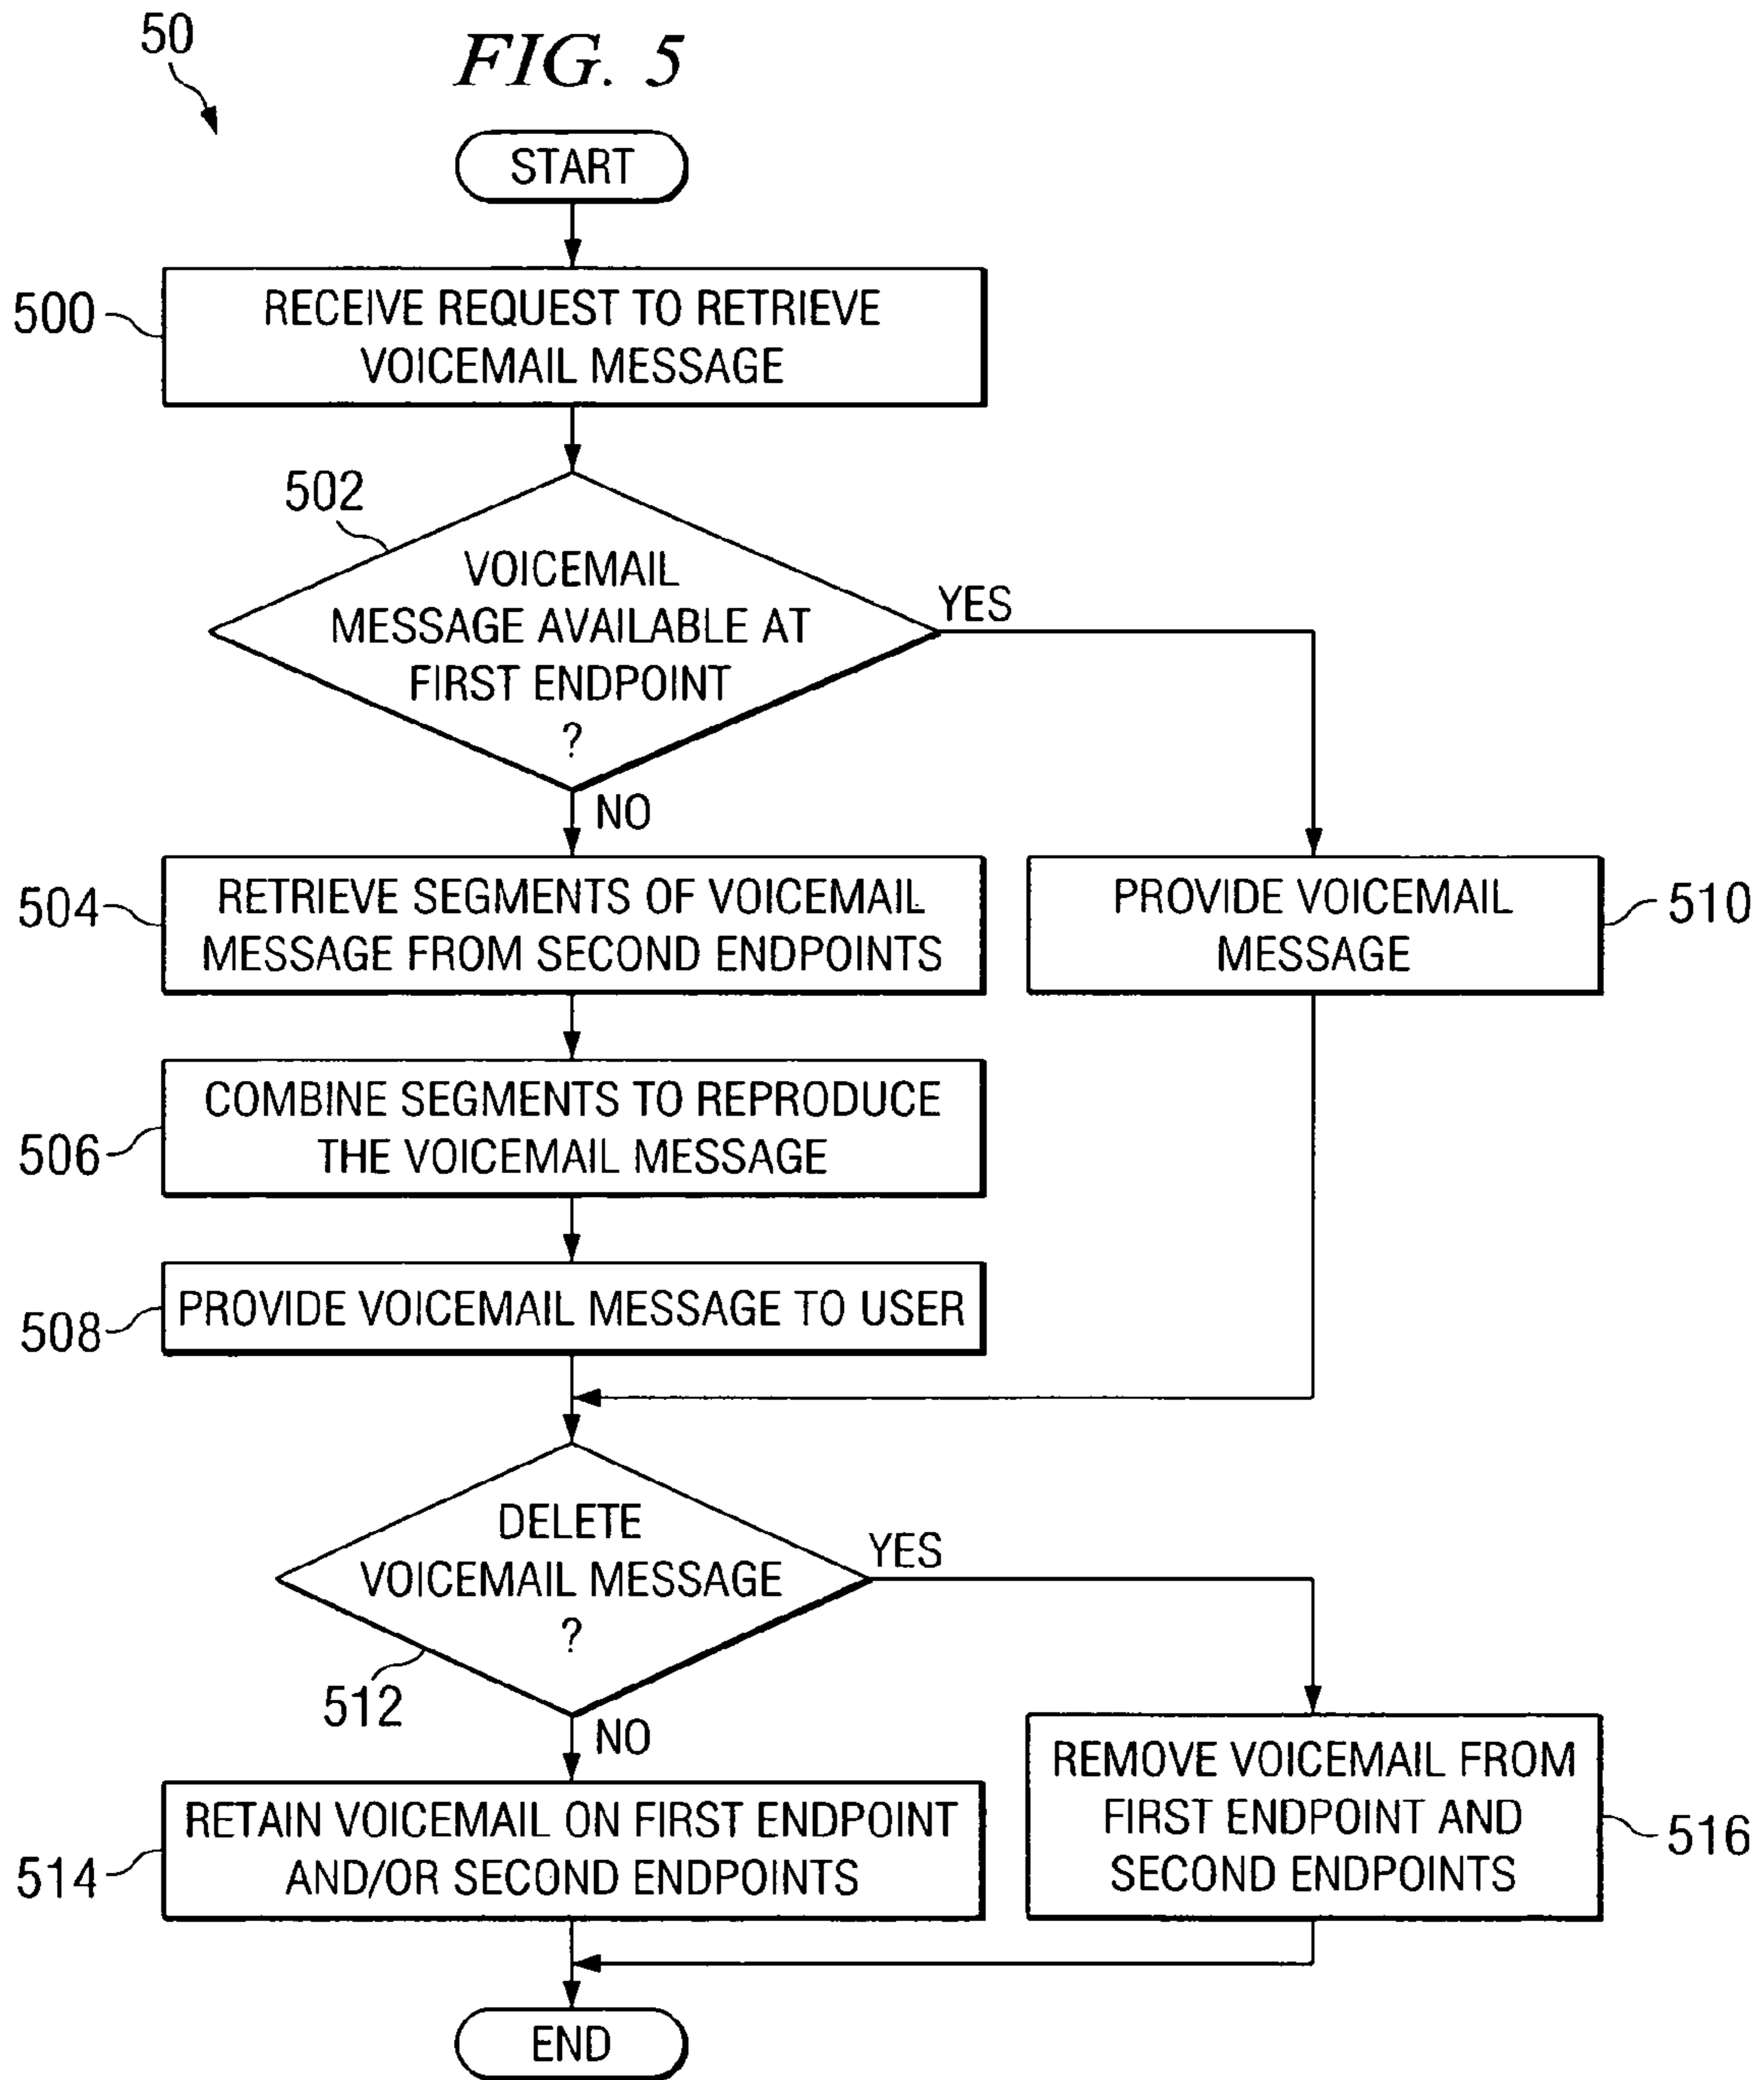 50
FIG. 5
START
500
RECEIVE REQUEST TO RETRIEVE
VOICEMAIL MESSAGE
502
VOICEMAIL
MESSAGE AVAILABLE AT
FIRST ENDPOINT
?
YES
NO
504
RETRIEVE SEGMENTS OF VOICEMAIL
MESSAGE FROM SECOND ENDPOINTS
PROVIDE VOICEMAIL
MESSAGE
510
506
COMBINE SEGMENTS TO REPRODUCE
THE VOICEMAIL MESSAGE
508
PROVIDE VOICEMAIL MESSAGE TO USER
DELETE
VOICEMAIL MESSAGE
?
YES
512
NO
514
RETAIN VOICEMAIL ON FIRST ENDPOINT
AND/OR SECOND ENDPOINTS
REMOVE VOICEMAIL FROM
FIRST ENDPOINT AND
SECOND ENDPOINTS
516
END